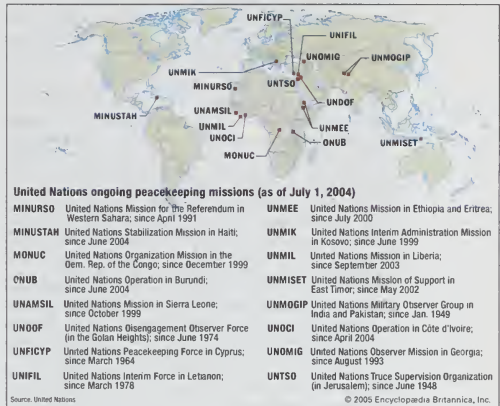 UNFICYP
UNIFIL
UNOMIG
UNMOGIP
UNMIK
UNTSO
MINURSO
UNDOF
MINUSTAH
UNAMSIL
UNMIL
UNMEE
UNOCI
ONUB
UNMISET
MONUC
United Nations ongoing peacekeeping missions (as of July 1, 2004)
MINURSO United Nations Mission for the Referendum in
Western Sahara; since April 1991
MINUSTAH United Nations Stabilization Mission in Haiti;
since June 2004
MONUC United Nations Organization Mission in the
Oem. Rep. of the Congo; since Oecember 1999
ONUB United Nations Operation in Burundi;
since June 2004
UNAMSIL United Nations Mission in Sierra Leone;
since October 1999
UNOOF United Nations Oisengagement Observer Force
(in the Golan Heights); since June 1974
UNFICYP United Nations Peacekeeping Force in Cyprus;
since March 1964
UNIFIL United Nations Interim Force in Lebanon;
since March 1978
UNMEE United Nations Mission in Ethiopia and Eritrea;
since July 2000
UNMIK United Nations Interim Administration Mission
in Kosovo; since June 1999
UNMIL United Nations Mission in Liberia;
since September 2003
UNMISET United Nations Mission of Support in
East Timor; since May 2002
UNMOGIP United Nations Military Observer Group in
India and Pakistan; since Jan. 1949
UNOCI United Nations Operation in Côte d'Ivoire;
since April 2004
UNOMIG United Nations Observer Mission in Georgia;
since August 1993
UNTSO United Nations Truce Supervision Organization
(in Jerusalem); since June 1948
Source: United Nations
© 2005 Encyclopædia Britannica, Inc.